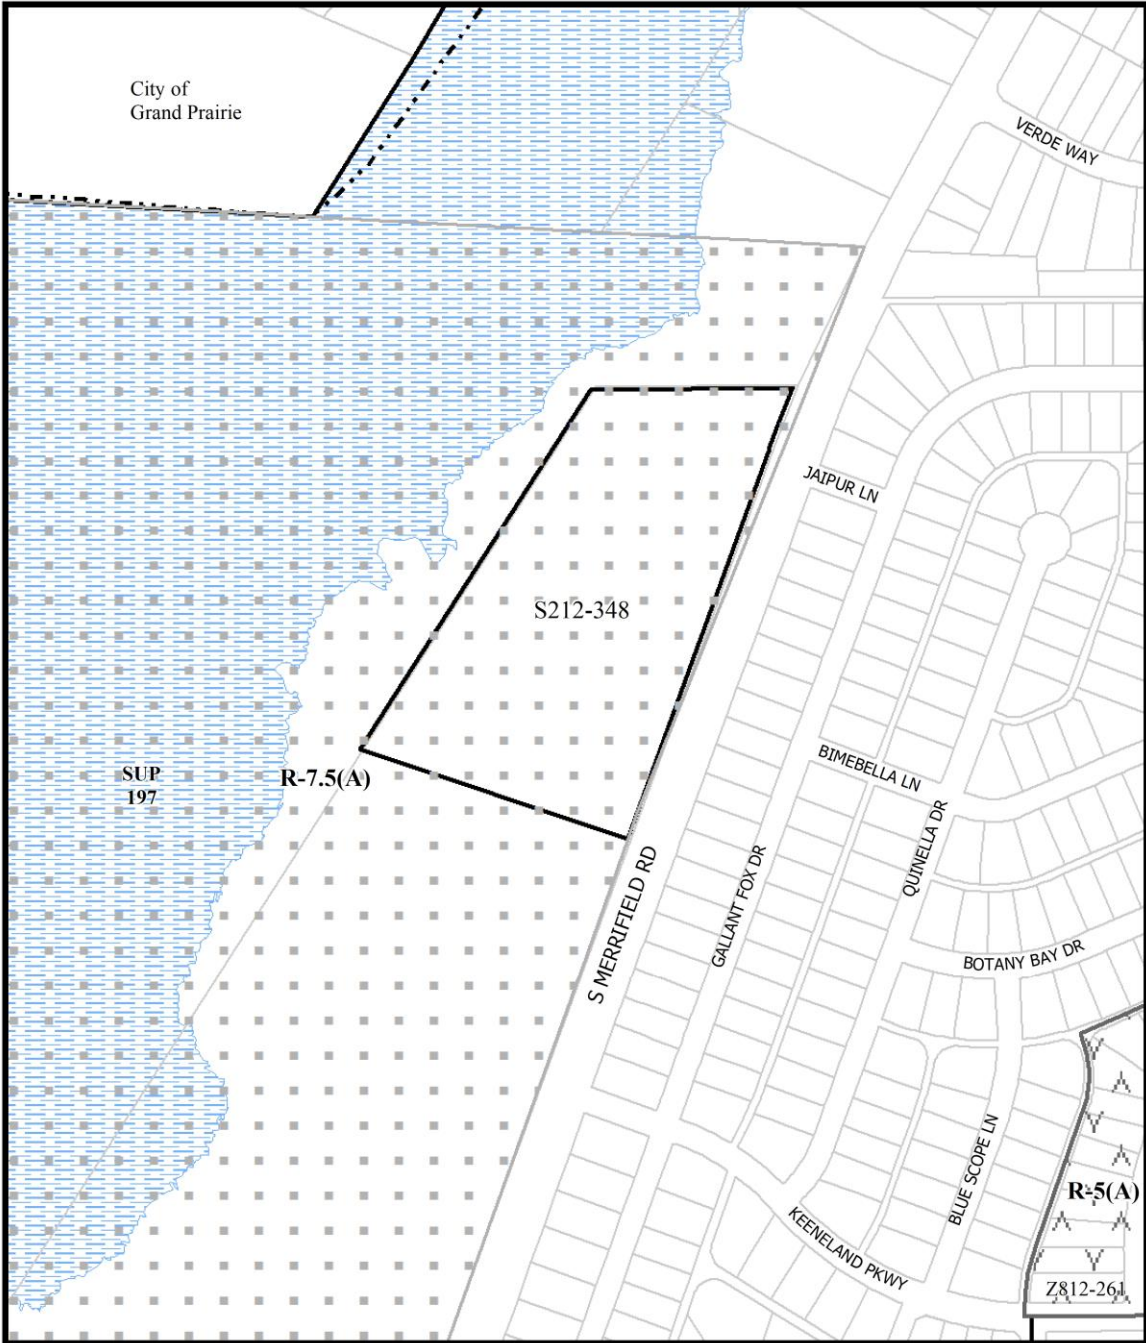 City of
Grand Prairie
VERDE WAY
JAIPUR LN
S212-348
BIMEBELLA LN
SUP
197
R-7.5(A)
QUINELLA DR
S MERRIFIELD RD
GALLANT FOX DR
BOTANY BAY DR
BLUE SCOPE LN
R-5(A)
KEENELAND PKWY
Z812-261